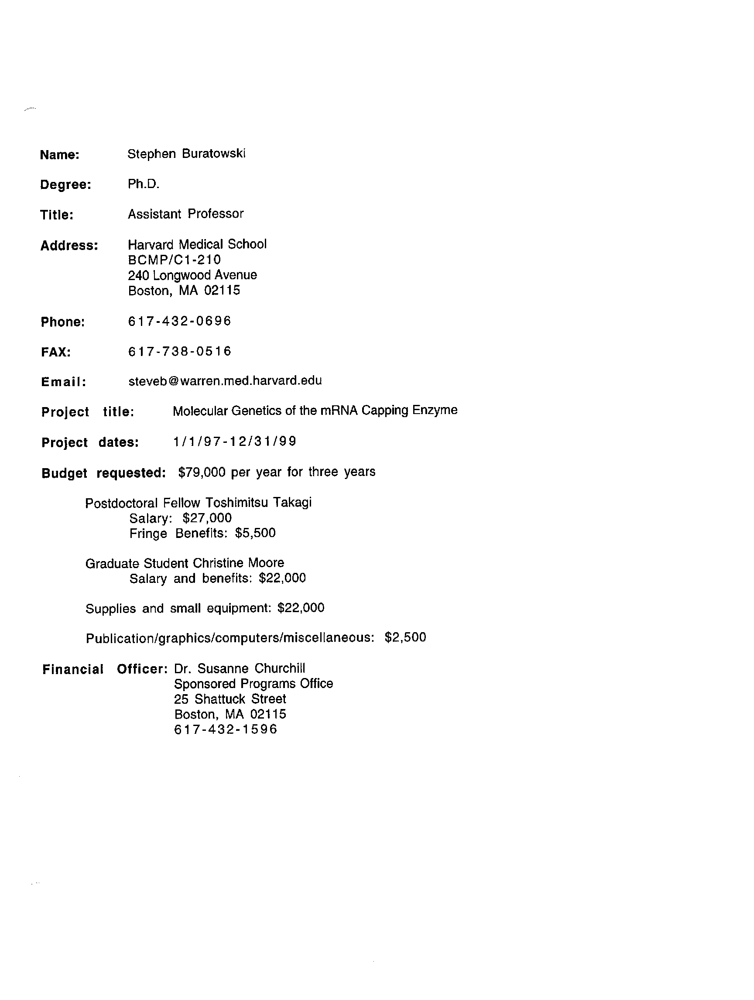 Name: Stephen Buratowski
Degree: Ph.D.
Title: Assistant Professor
Address: Harvard Medical School
BCMP/C1-210
240 Longwood Avenue
Boston, MA 02115
Phone: 617-432-0696
FAX: 617-738-0516
Email: steveb@warren.med.harvard.edu
Project title: Molecular Genetics of the mRNA Capping Enzyme
Project dates: 1/1/97-12/31/99
Budget requested: $79,000 per year for three years
Postdoctoral Fellow Toshimitsu Takagi
Salary: $27,000
Fringe Benefits: $5,500
Graduate Student Christine Moore
Salary and benefits: $22,000
Supplies and small equipment: $22,000
Publication/graphics/computers/miscellaneous: $2,500
Financial Officer: Dr. Susanne Churchill
Sponsored Programs Office
25 Shattuck Street
Boston, MA 02115
617-432-1596